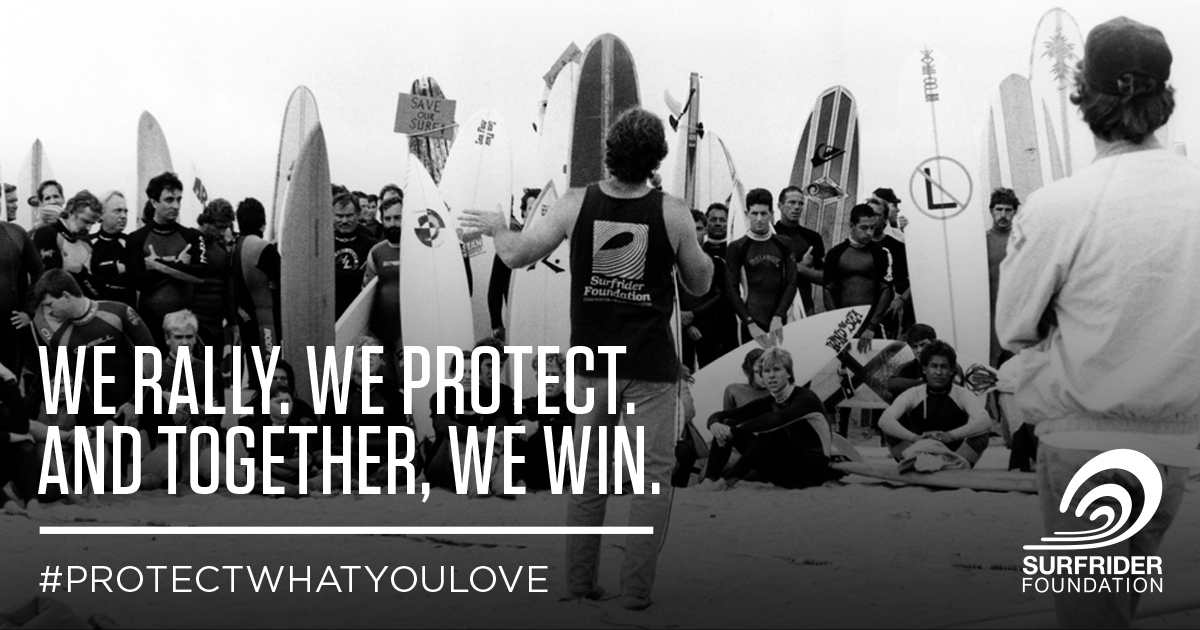 SAVE
OUR
SURF
L
Surfrider
Foundation
WE RALLY. WE PROTECT.
AND TOGETHER, WE WIN.
#PROTECTWHATYOULOVE
SURFRIDER
FOUNDATION